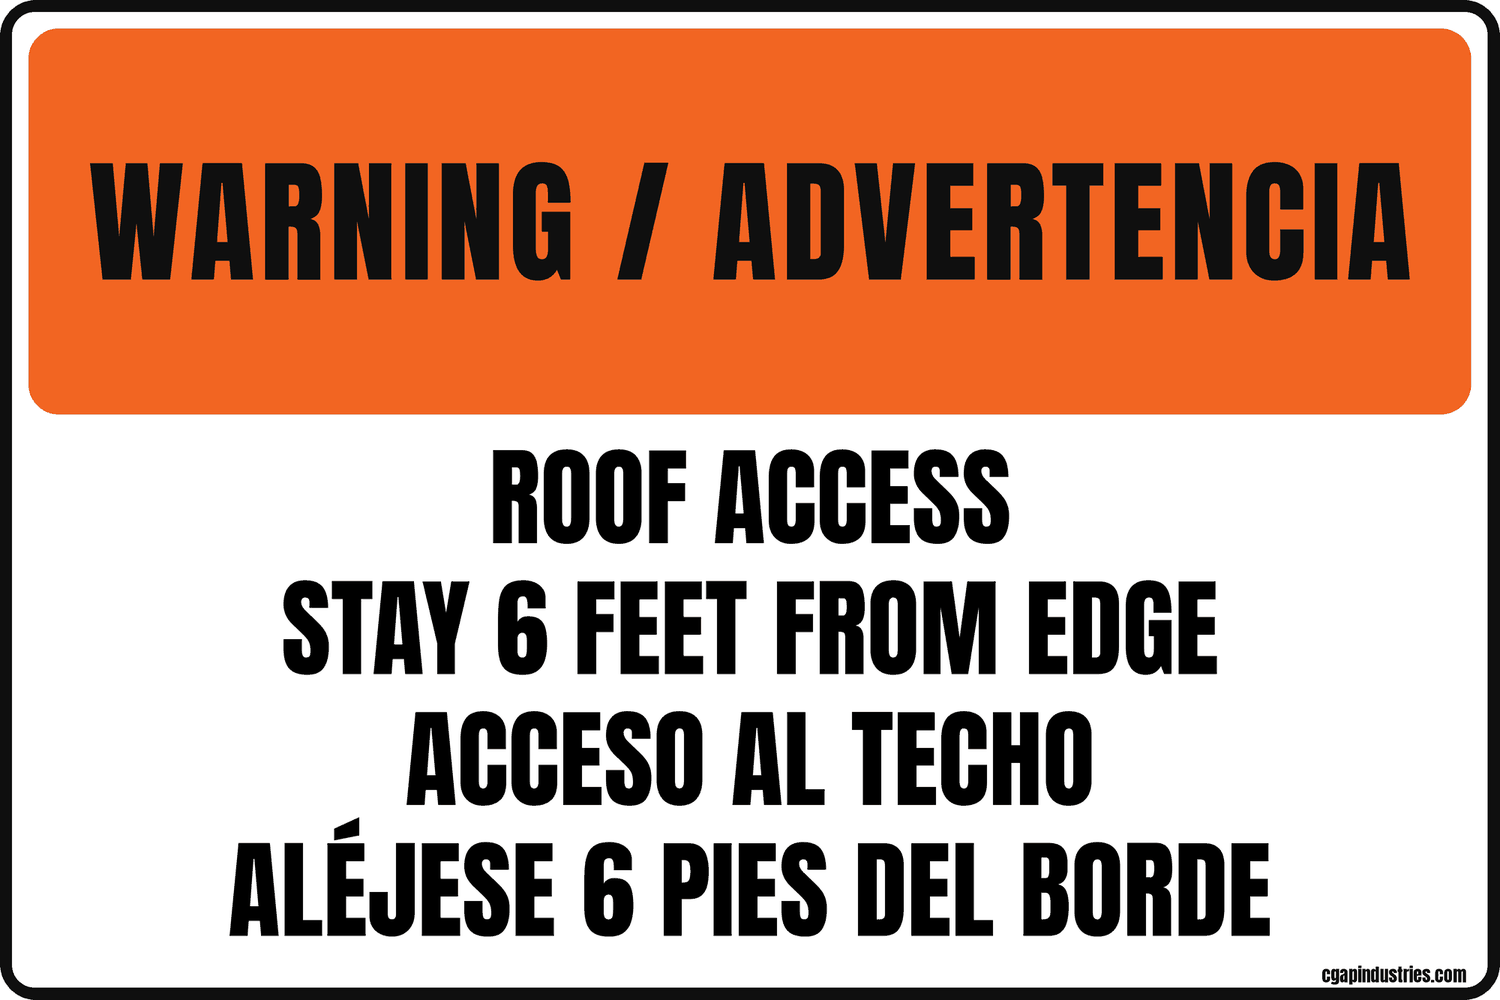 WARNING / ADVERTENCIA
ROOF ACCESS
STAY 6 FEET FROM EDGE
ACCESO AL TECHO
ALÉJESE 6 PIES DEL BORDE
cgapindustries.com